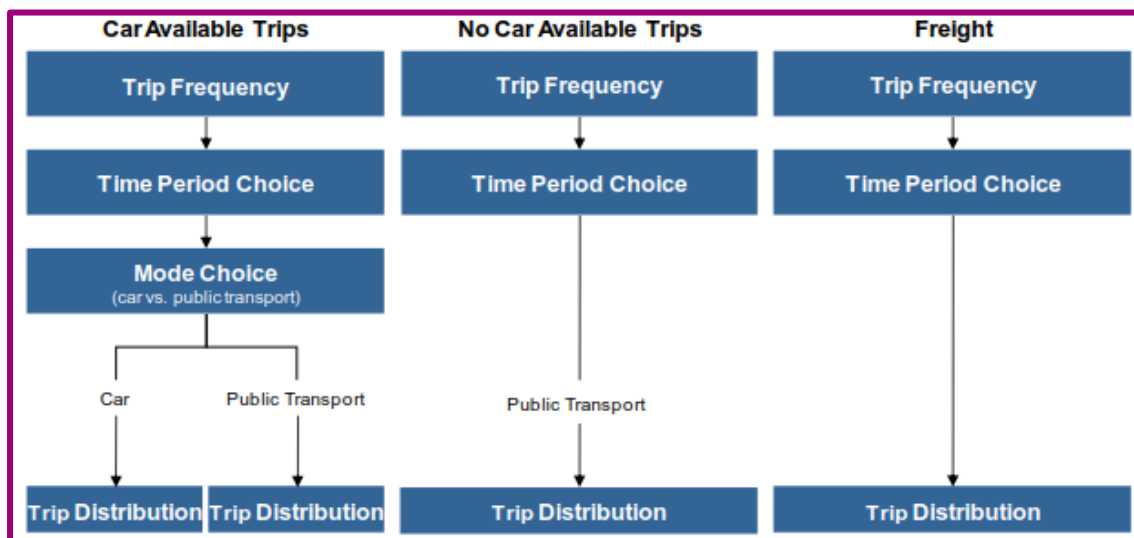 Car Available Trips
No Car Available Trips
Freight
Trip Frequency
Trip Frequency
Trip Frequency
Time Period Choice
Time Period Choice
Time Period Choice
Mode Choice
(car vs. public transport)
Car
Public Transport
Public Transport
Trip Distribution
Trip Distribution
Trip Distribution
Trip Distribution